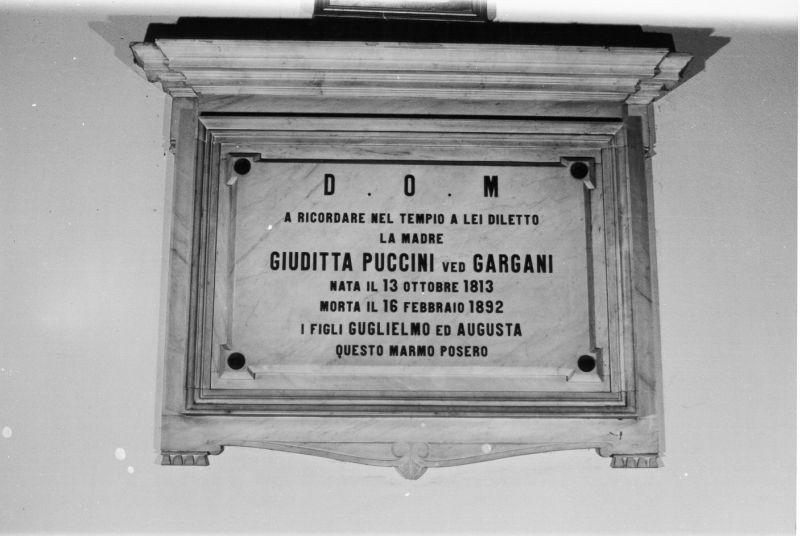 D . O . M
A RICORDARE NEL TEMPIO A LEI DILETTO
LA MADRE
GIUDITTA PUCCINI VED GARGANI
NATA IL 13 OTTOBRE 1813
MORTA IL 16 FEBBRAIO 1892
I FIGLI GUGLIELMO ED AUGUSTA
QUESTO MARMO POSERO